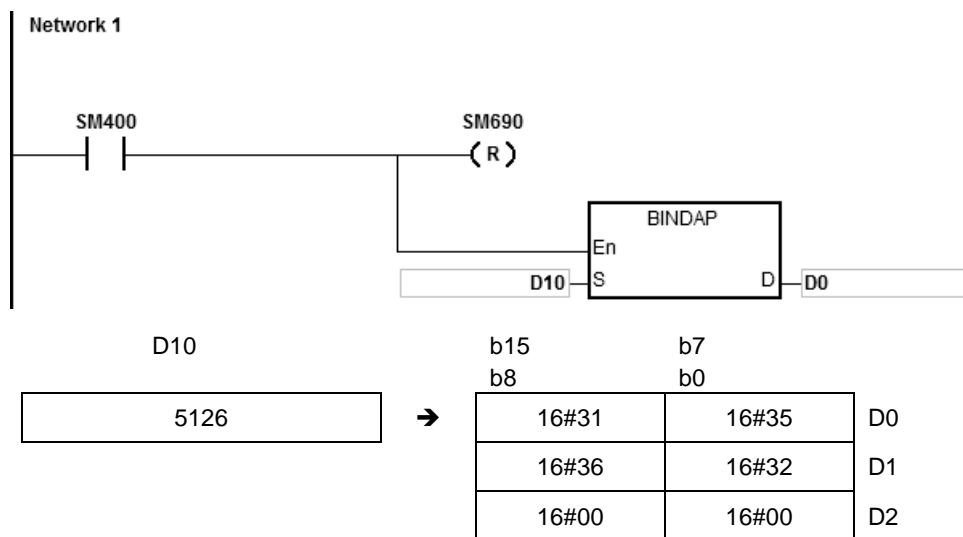 Network 1
SM400 SM690
( R )
BINDAP
En
D10 S D D0
D10 b15 b7
b8 b0
5126 ➔ 16#31 16#35 D0
16#36 16#32 D1
16#00 16#00 D2